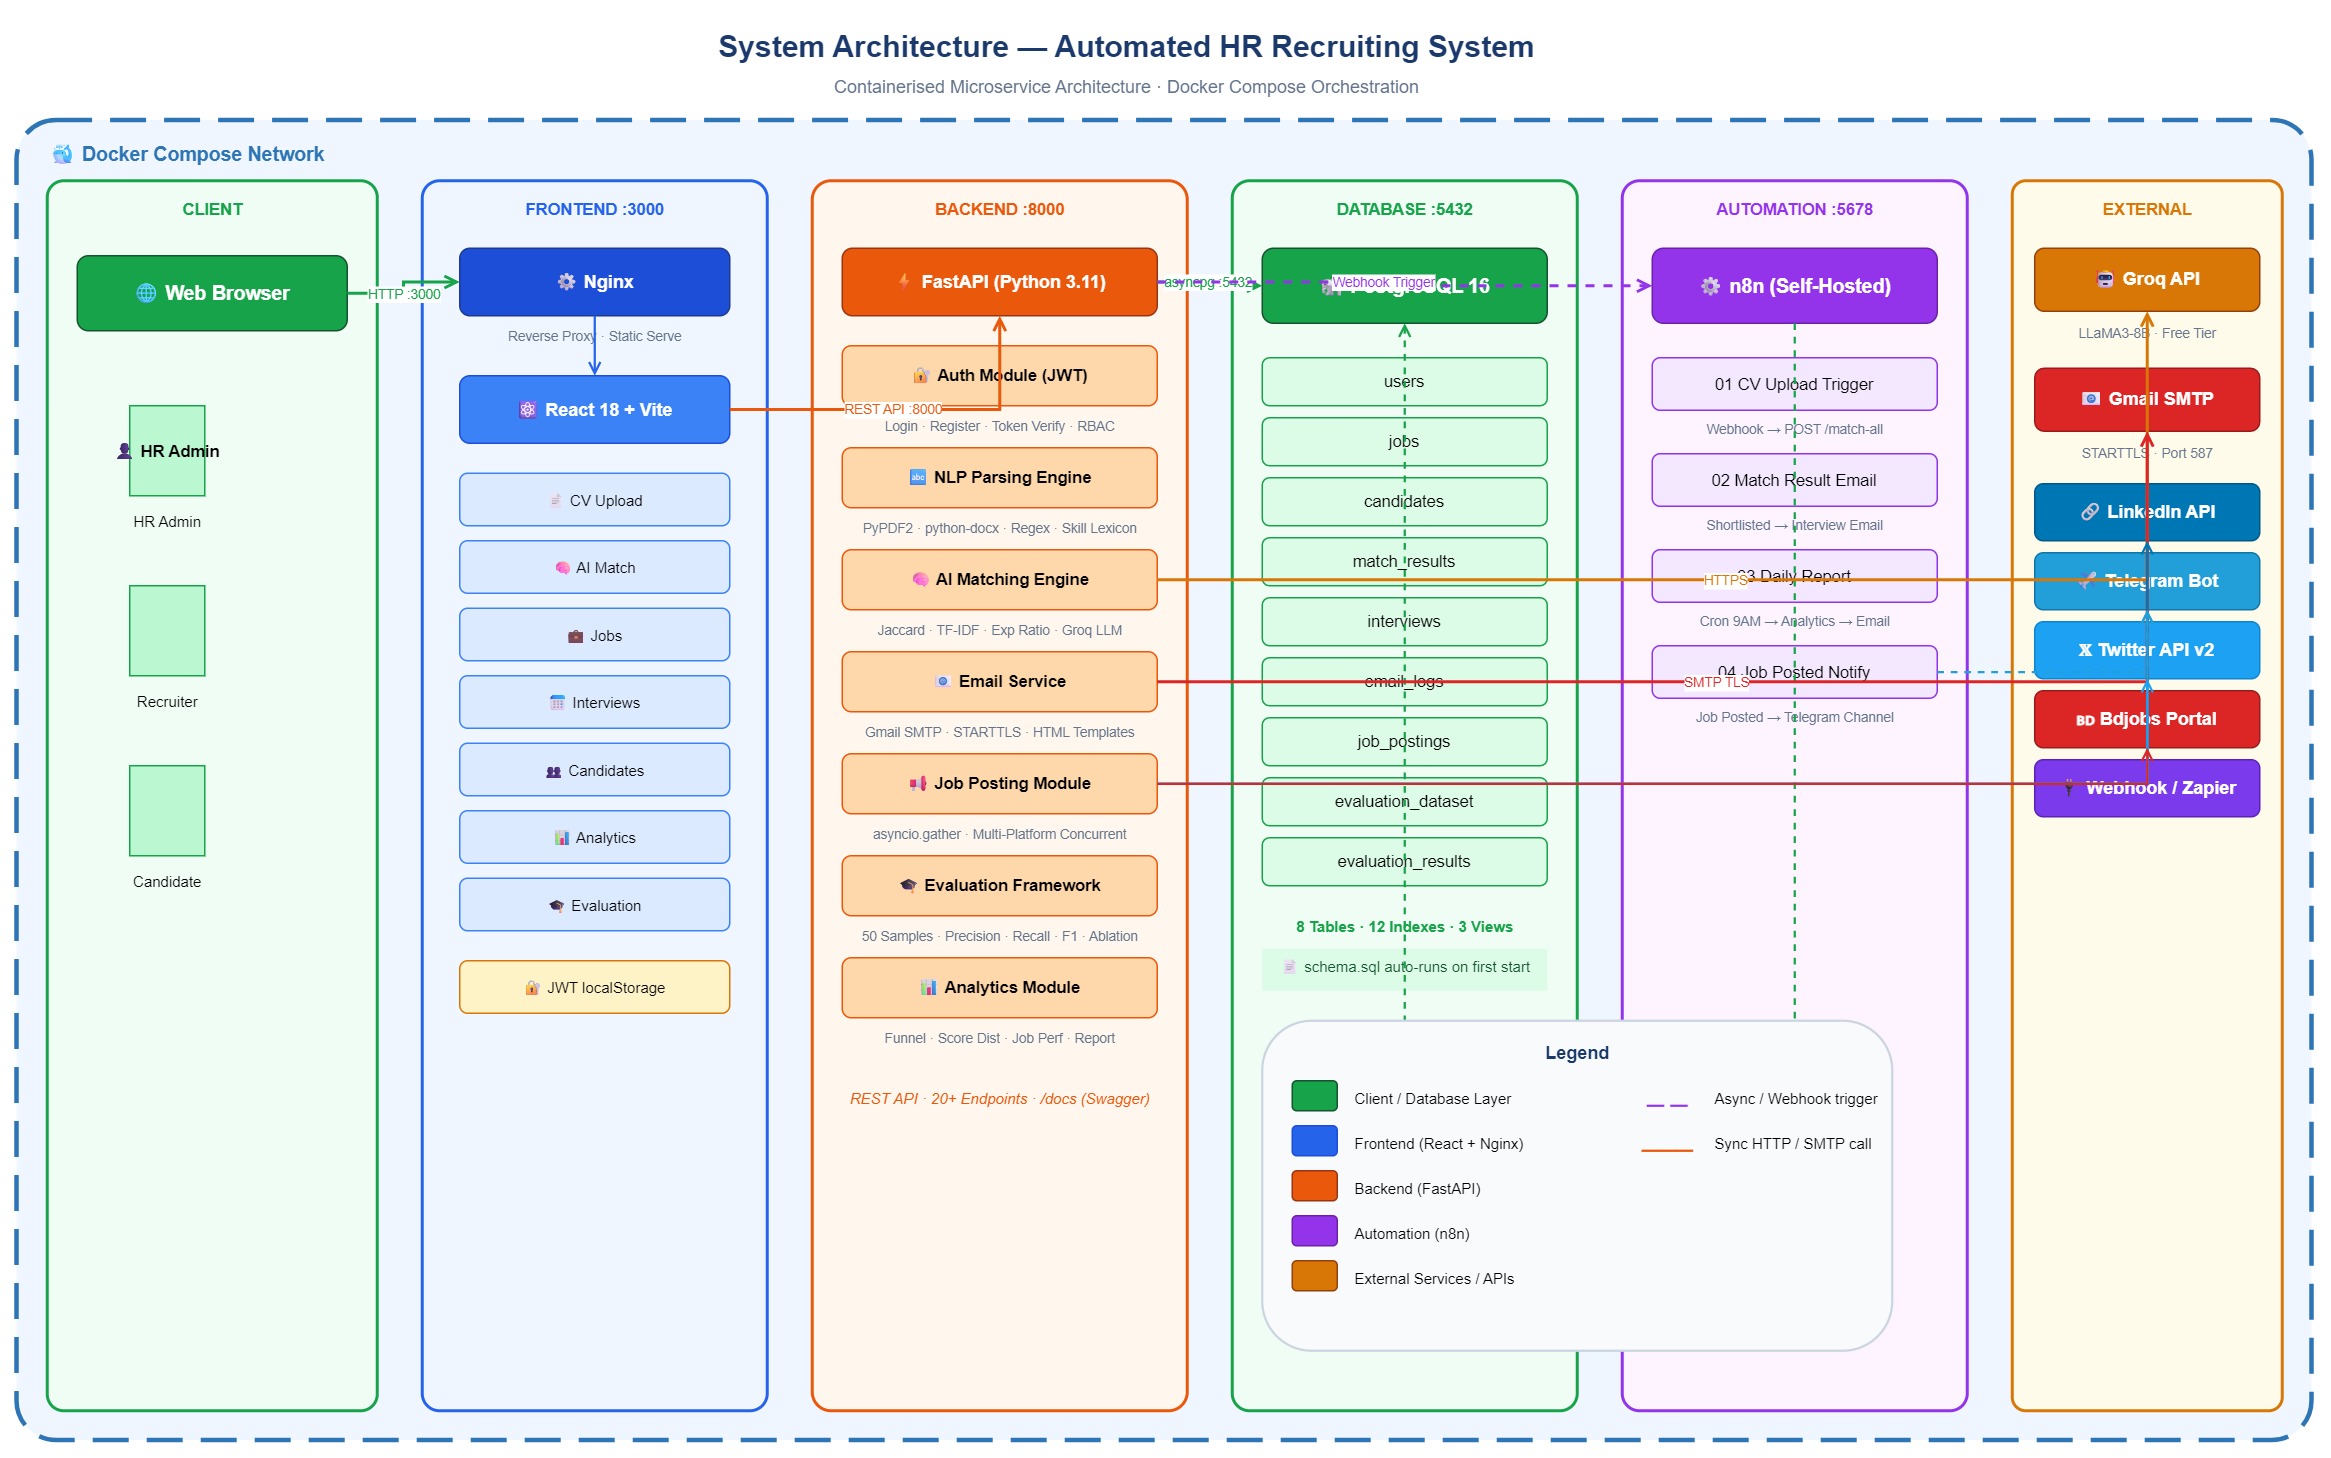 System Architecture — Automated HR Recruiting System
Containerised Microservice Architecture · Docker Compose Orchestration
Docker Compose Network
CLIENT
Web Browser
HTTP :3000
HR Admin
HR Admin
Recruiter
Candidate
FRONTEND :3000
Nginx
Reverse Proxy · Static Serve
React 18 + Vite
REST API :8000
CV Upload
AI Match
Jobs
Interviews
Candidates
Analytics
Evaluation
JWT localStorage
BACKEND :8000
FastAPI (Python 3.11)
Auth Module (JWT)
Login · Register · Token Verify · RBAC
NLP Parsing Engine
PyPDF2 · python-docx · Regex · Skill Lexicon
AI Matching Engine
Jaccard · TF-IDF · Exp Ratio · Groq LLM
Email Service
Gmail SMTP · STARTTLS · HTML Templates
Job Posting Module
asyncio.gather · Multi-Platform Concurrent
Evaluation Framework
50 Samples · Precision · Recall · F1 · Ablation
Analytics Module
Funnel · Score Dist · Job Perf · Report
REST API · 20+ Endpoints · /docs (Swagger)
asyncpg :5432
Webhook Trigger
DATABASE :5432
PostgreSQL 16
users
jobs
candidates
match_results
interviews
email_logs
job_postings
evaluation_dataset
evaluation_results
8 Tables · 12 Indexes · 3 Views
schema.sql auto-runs on first start
AUTOMATION :5678
n8n (Self-Hosted)
01 CV Upload Trigger
Webhook → POST /match-all
02 Match Result Email
Shortlisted → Interview Email
03 Daily Report
HTTPS
Cron 9AM → Analytics → Email
04 Job Posted Notify
SMTP TLS
Job Posted → Telegram Channel
EXTERNAL
Groq API
LLaMA3-8B · Free Tier
Gmail SMTP
STARTTLS · Port 587
LinkedIn API
Telegram Bot
X Twitter API v2
BD Bdjobs Portal
Webhook / Zapier
Legend
Client / Database Layer
Frontend (React + Nginx)
Backend (FastAPI)
Automation (n8n)
External Services / APIs
Async / Webhook trigger
Sync HTTP / SMTP call